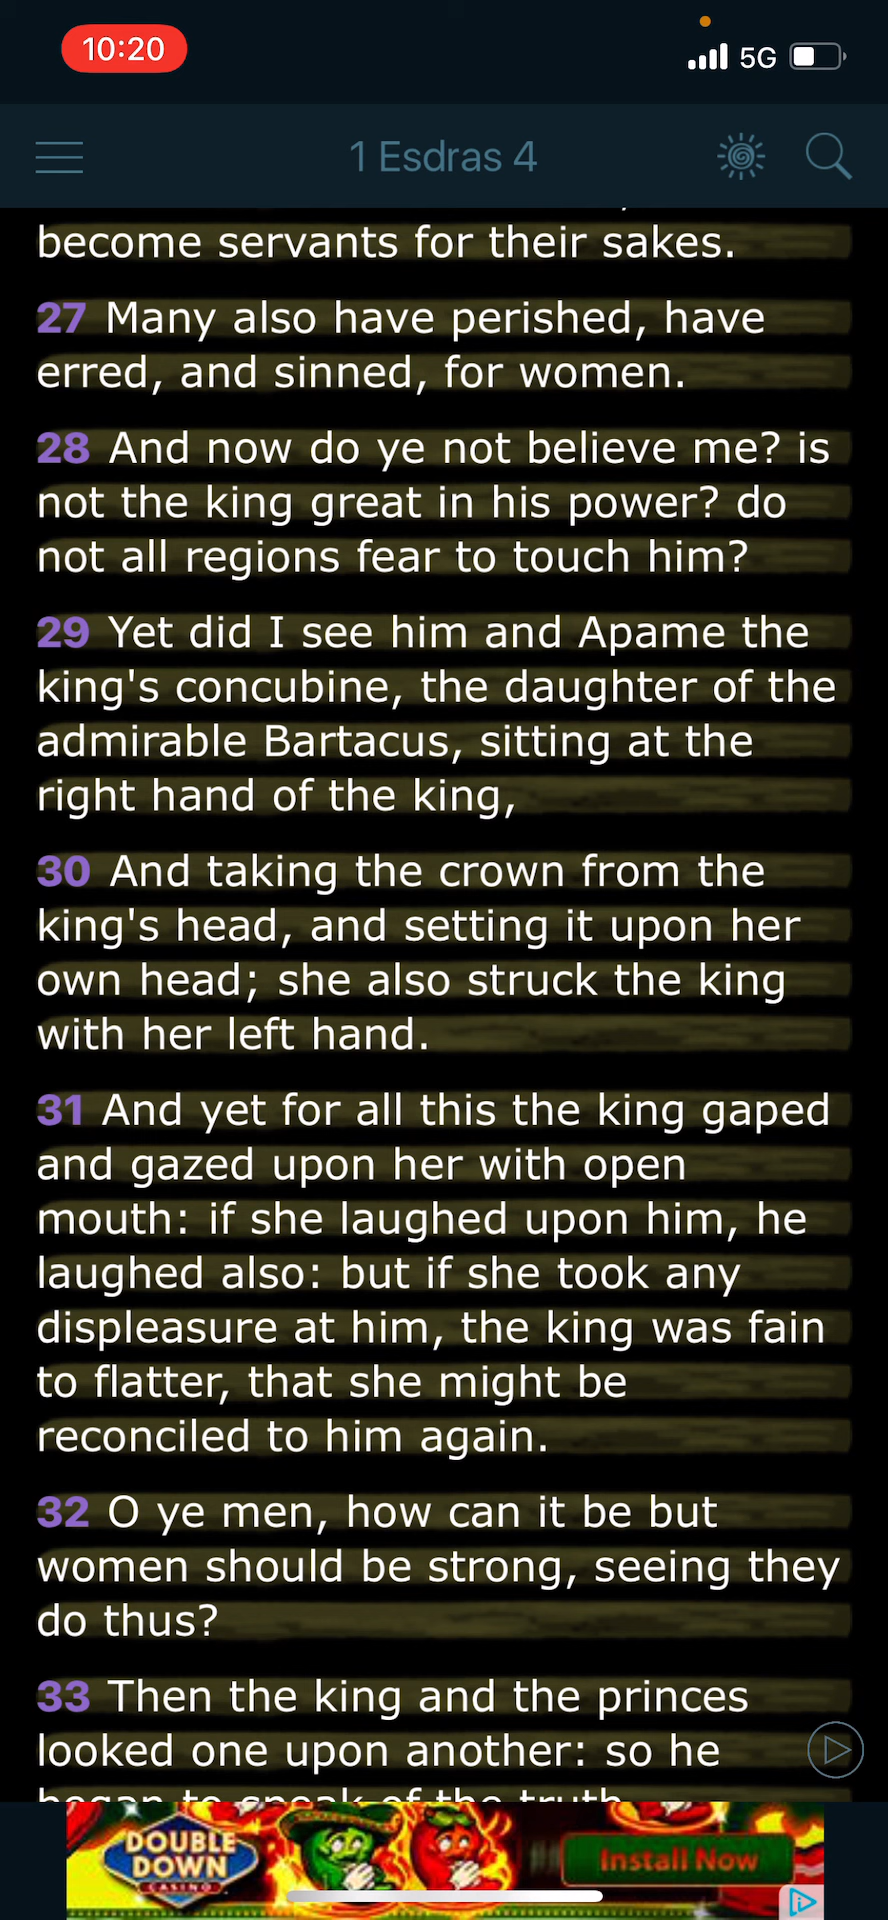 10:20
5G
1 Esdras 4
become servants for their sakes.
27 Many also have perished, have
erred, and sinned, for women.
28 And now do ye not believe me? is
not the king great in his power? do
not all regions fear to touch him?
29 Yet did I see him and Apame the
king's concubine, the daughter of the
admirable Bartacus, sitting at the
right hand of the king,
30 And taking the crown from the
king's head, and setting it upon her
own head; she also struck the king
with her left hand.
31 And yet for all this the king gaped
and gazed upon her with open
mouth: if she laughed upon him, he
laughed also: but if she took any
displeasure at him, the king was fain
to flatter, that she might be
reconciled to him again.
32 O ye men, how can it be but
women should be strong, seeing they
do thus?
33 Then the king and the princes
looked one upon another: so he
began to speak of the truth
DOUBLE
DOWN
CASINO
Install Now